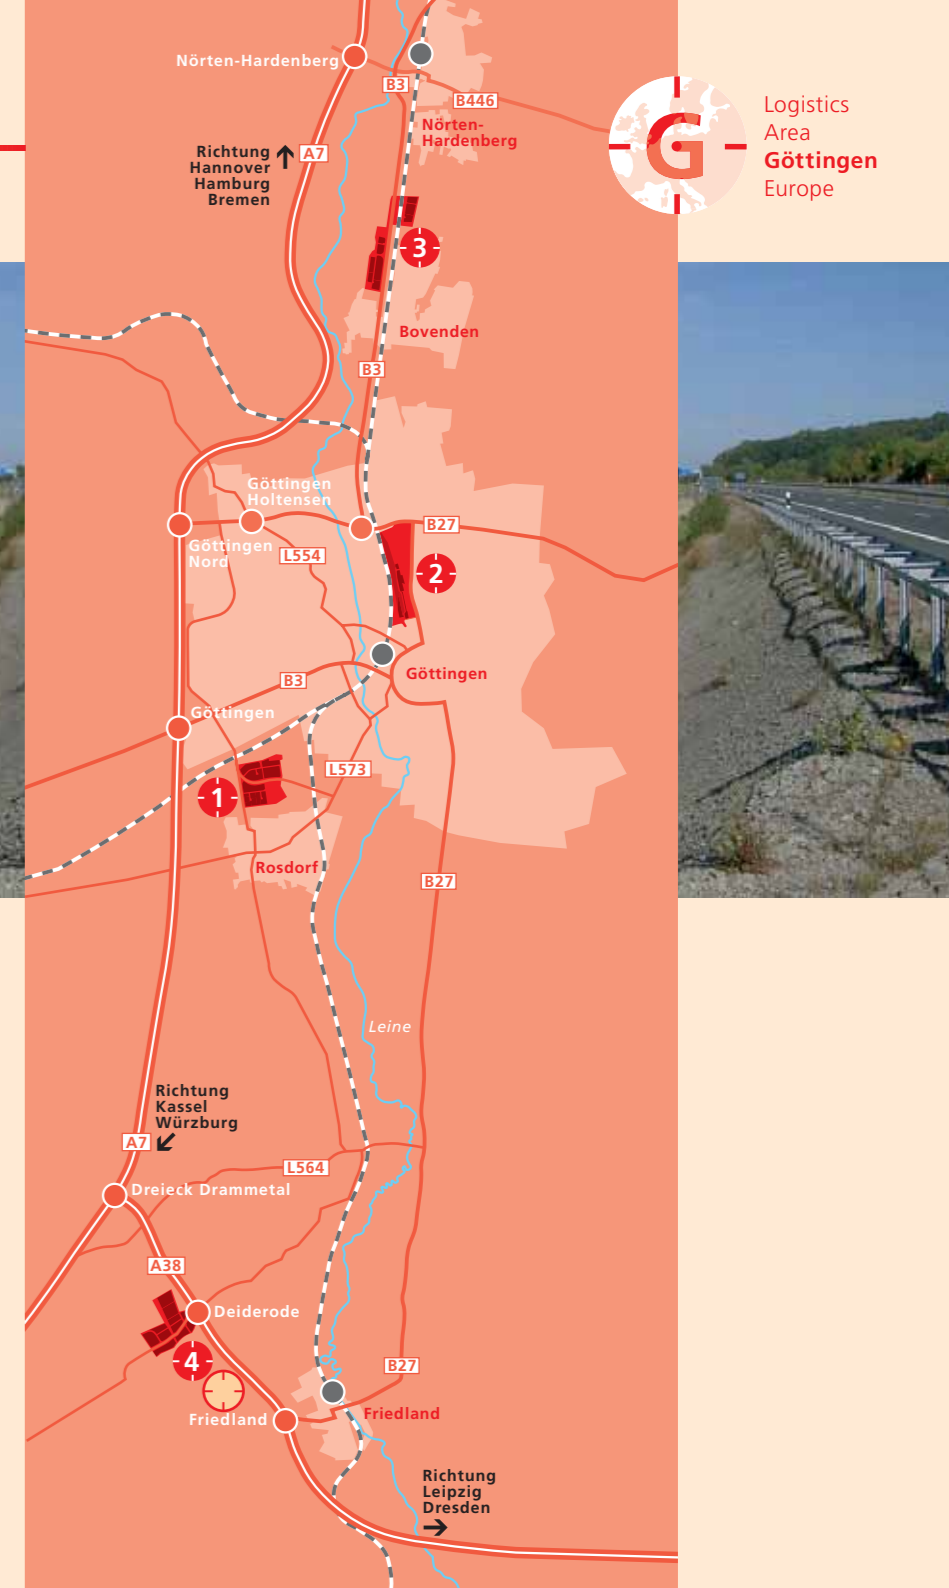 Nörten-Hardenberg
B3
B446
Nörten-
Hardenberg
Logistics
Area
Göttingen
Europe
G
Richtung
Hannover
Hamburg
Bremen
A7
3
Bovenden
B3
Göttingen
Holtensen
B27
Göttingen
Nord
L554
2
B3
Göttingen
Göttingen
L573
1
Rosdorf
B27
Leine
Richtung
Kassel
Würzburg
A7
L564
Dreieck Drammetal
A38
Deiderode
4
B27
Friedland
Friedland
Richtung
Leipzig
Dresden